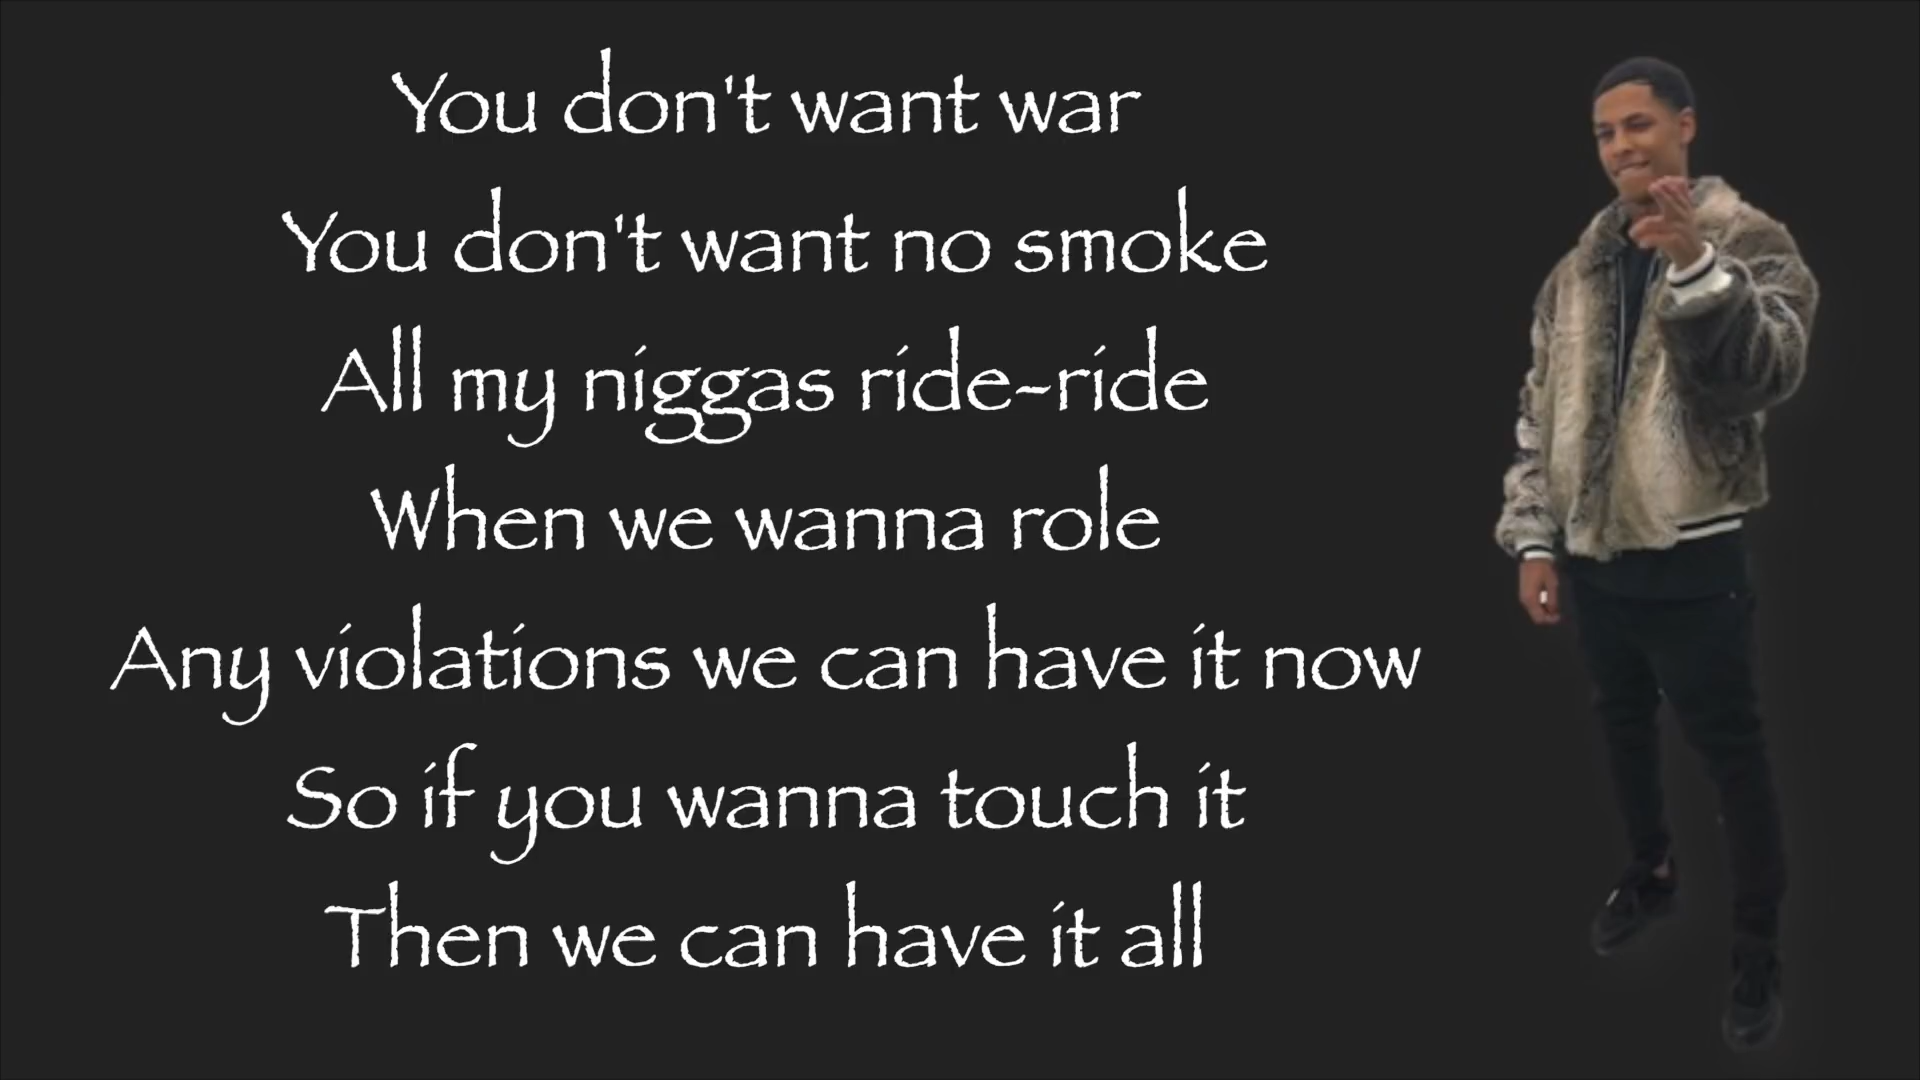 You don't want war
You don't want no smoke
All my niggas ride-ride
When we wanna role
Any violations we can have it now
So if you wanna touch it
Then we can have it all